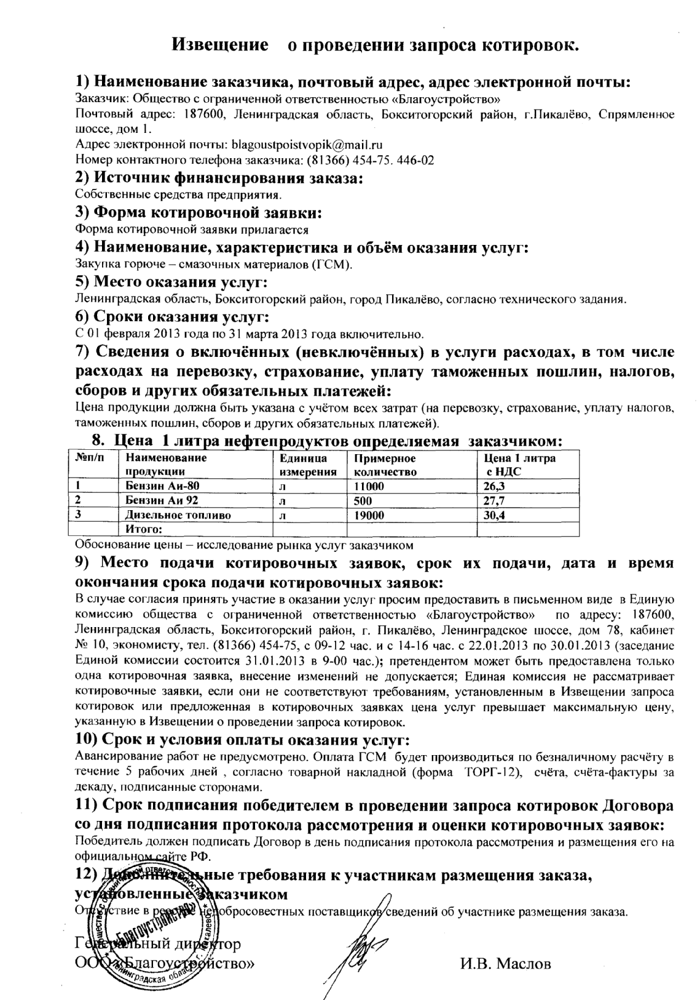 Извещение о проведении запроса котировок.
1) Наименование заказчика, почтовый адрес, адрес электронной почты:
Заказчик: Общество с ограниченной ответственностью «Благоустройство»
Почтовый адрес: 187600, Ленинградская область, Бокситогорский район, г.Пикалёво, Спрямленное
шоссе, дом 1.
Адрес электронной почты: blagoustpoistvopik@mail.ru
Номер контактного телефона заказчика: (81366) 454-75. 446-02
2) Источник финансирования заказа:
Собственные средства предприятия.
3) Форма котировочной заявки:
Форма котировочной заявки прилагается
4) Наименование, характеристика и объём оказания услуг:
Закупка горюче – смазочных материалов (ГСМ).
5) Место оказания услуг:
Ленинградская область, Бокситогорский район, город Пикалёво, согласно технического задания.
6) Сроки оказания услуг:
С 01 февраля 2013 года по 31 марта 2013 года включительно.
7) Сведения о включённых (невключённых) в услуги расходах, в том числе
расходах на перевозку, страхование, уплату таможенных пошлин, налогов,
сборов и других обязательных платежей:
Цена продукции должна быть указана с учётом всех затрат (на перевозку, страхование, уплату налогов,
таможенных пошлин, сборов и других обязательных платежей).
8. Цена 1 литра нефтепродуктов определяемая заказчиком:
№п/п Наименование продукции Единица измерения Примерное количество Цена 1 литра с НДС
1 Бензин Аи-80 л 11000 26,3
2 Бензин Аи 92 л 500 27,7
3 Дизельное топливо л 19000 30,4
Итого:
Обоснование цены – исследование рынка услуг заказчиком
9) Место подачи котировочных заявок, срок их подачи, дата и время
окончания срока подачи котировочных заявок:
В случае согласия принять участие в оказании услуг просим предоставить в письменном виде в Единую
комиссию общества с ограниченной ответственностью «Благоустройство» по адресу: 187600,
Ленинградская область, Бокситогорский район, г. Пикалёво, Ленинградское шоссе, дом 78, кабинет
№ 10, экономисту, тел. (81366) 454-75, с 09-12 час. и с 14-16 час. с 22.01.2013 по 30.01.2013 (заседание
Единой комиссии состоится 31.01.2013 в 9-00 час.); претендентом может быть предоставлена только
одна котировочная заявка, внесение изменений не допускается; Единая комиссия не рассматривает
котировочные заявки, если они не соответствуют требованиям, установленным в Извещении запроса
котировок или предложенная в котировочных заявках цена услуг превышает максимальную цену,
указанную в Извещении о проведении запроса котировок.
10) Срок и условия оплаты оказания услуг:
Авансирование работ не предусмотрено. Оплата ГСМ будет производиться по безналичному расчёту в
течение 5 рабочих дней , согласно товарной накладной (форма ТОРГ-12), счёта, счёта-фактуры за
декаду, подписанные сторонами.
11) Срок подписания победителем в проведении запроса котировок Договора
со дня подписания протокола рассмотрения и оценки котировочных заявок:
Победитель должен подписать Договор в день подписания протокола рассмотрения и размещения его на
официальном сайте РФ.
12) Дополнительные требования к участникам размещения заказа,
установленные Заказчиком
Отсутствие в реестре недобросовестных поставщиков сведений об участнике размещения заказа.
Генеральный директор
ООО «Благоустройство» И.В. Маслов
Общество с ограниченной ответственностью
«Благоустройство»
* Ленинградская область г. Пикалево *